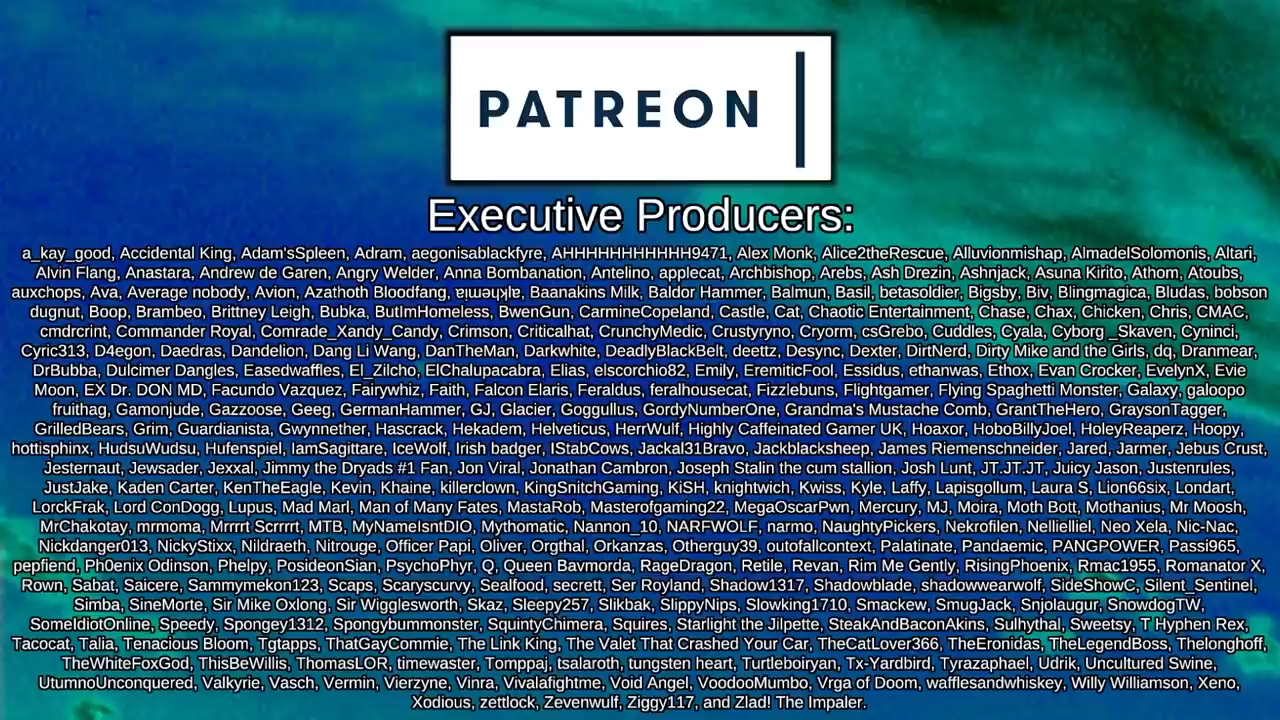 PATREON
Executive Producers:
a_kay_good, Accidental King, Adam'sSpleen, Adram, aegonisablackfyre, AHHHHHHHHHHHH9471, Alex Monk, Alice2theRescue, Alluvionmishap, AlmadelSolomonis, Altari,
Alvin Flang, Anastara, Andrew de Garen, Angry Welder, Anna Bombanation, Antelino, applecat, Archbishop, Arebs, Ash Drezin, Ashnjack, Asuna Kirito, Athom, Atoubs,
auxchops, Ava, Average nobody, Avion, Azathoth Bloodfang, ɐᴉɯǝɥʞlɐ, Baanakins Milk, Baldor Hammer, Balmun, Basil, betasoldier, Bigsby, Biv, Blingmagica, Bludas, bobson
dugnut, Boop, Brambeo, Brittney Leigh, Bubka, ButImHomeless, BwenGun, CarmineCopeland, Castle, Cat, Chaotic Entertainment, Chase, Chax, Chicken, Chris, CMAC,
cmdrcrint, Commander Royal, Comrade_Xandy_Candy, Crimson, Criticalhat, CrunchyMedic, Crustyryno, Cryorm, csGrebo, Cuddles, Cyala, Cyborg _Skaven, Cyninci,
Cyric313, D4egon, Daedras, Dandelion, Dang Li Wang, DanTheMan, Darkwhite, DeadlyBlackBelt, deettz, Desync, Dexter, DirtNerd, Dirty Mike and the Girls, dq, Dranmear,
DrBubba, Dulcimer Dangles, Easedwaffles, El_Zilcho, ElChalupacabra, Elias, elscorchio82, Emily, EremiticFool, Essidus, ethanwas, Ethox, Evan Crocker, EvelynX, Evie
Moon, EX Dr. DON MD, Facundo Vazquez, Fairywhiz, Faith, Falcon Elaris, Feraldus, feralhousecat, Fizzlebuns, Flightgamer, Flying Spaghetti Monster, Galaxy, galoopo
fruithag, Gamonjude, Gazzoose, Geeg, GermanHammer, GJ, Glacier, Goggullus, GordyNumberOne, Grandma's Mustache Comb, GrantTheHero, GraysonTagger,
GrilledBears, Grim, Guardianista, Gwynnether, Hascrack, Hekadem, Helveticus, HerrWulf, Highly Caffeinated Gamer UK, Hoaxor, HoboBillyJoel, HoleyReaperz, Hoopy,
hottisphinx, HudsuWudsu, Hufenspiel, IamSagittare, IceWolf, Irish badger, IStabCows, Jackal31Bravo, Jackblacksheep, James Riemenschneider, Jared, Jarmer, Jebus Crust,
Jesternaut, Jewsader, Jexxal, Jimmy the Dryads #1 Fan, Jon Viral, Jonathan Cambron, Joseph Stalin the cum stallion, Josh Lunt, JT.JT.JT, Juicy Jason, Justenrules,
JustJake, Kaden Carter, KenTheEagle, Kevin, Khaine, killerclown, KingSnitchGaming, KiSH, knightwich, Kwiss, Kyle, Laffy, Lapisgollum, Laura S, Lion66six, Londart,
LorckFrak, Lord ConDogg, Lupus, Mad Marl, Man of Many Fates, MastaRob, Masterofgaming22, MegaOscarPwn, Mercury, MJ, Moira, Moth Bott, Mothanius, Mr Moosh,
MrChakotay, mrmoma, Mrrrrt Scrrrrt, MTB, MyNameIsntDIO, Mythomatic, Nannon_10, NARFWOLF, narmo, NaughtyPickers, Nekrofilen, Nellielliel, Neo Xela, Nic-Nac,
Nickdanger013, NickyStixx, Nildraeth, Nitrouge, Officer Papi, Oliver, Orgthal, Orkanzas, Otherguy39, outofallcontext, Palatinate, Pandaemic, PANGPOWER, Passi965,
pepfiend, Ph0enix Odinson, Phelpy, PosideonSian, PsychoPhyr, Q, Queen Bavmorda, RageDragon, Retile, Revan, Rim Me Gently, RisingPhoenix, Rmac1955, Romanator X,
Rown, Sabat, Saicere, Sammymekon123, Scaps, Scaryscurvy, Sealfood, secrett, Ser Royland, Shadow1317, Shadowblade, shadowwearwolf, SideShowC, Silent_Sentinel,
Simba, SineMorte, Sir Mike Oxlong, Sir Wigglesworth, Skaz, Sleepy257, Slikbak, SlippyNips, Slowking1710, Smackew, SmugJack, Snjolaugur, SnowdogTW,
SomeIdiotOnline, Speedy, Spongey1312, Spongybummonster, SquintyChimera, Squires, Starlight the Jilpette, SteakAndBaconAkins, Sulhythal, Sweetsy, T Hyphen Rex,
Tacocat, Talia, Tenacious Bloom, Tgtapps, ThatGayCommie, The Link King, The Valet That Crashed Your Car, TheCatLover366, TheEronidas, TheLegendBoss, Thelonghoff,
TheWhiteFoxGod, ThisBeWillis, ThomasLOR, timewaster, Tomppaj, tsalaroth, tungsten heart, Turtleboiryan, Tx-Yardbird, Tyrazaphael, Udrik, Uncultured Swine,
UtumnoUnconquered, Valkyrie, Vasch, Vermin, Vierzyne, Vinra, Vivalafightme, Void Angel, VoodooMumbo, Vrga of Doom, wafflesandwhiskey, Willy Williamson, Xeno,
Xodious, zettlock, Zevenwulf, Ziggy117, and Zlad! The Impaler.